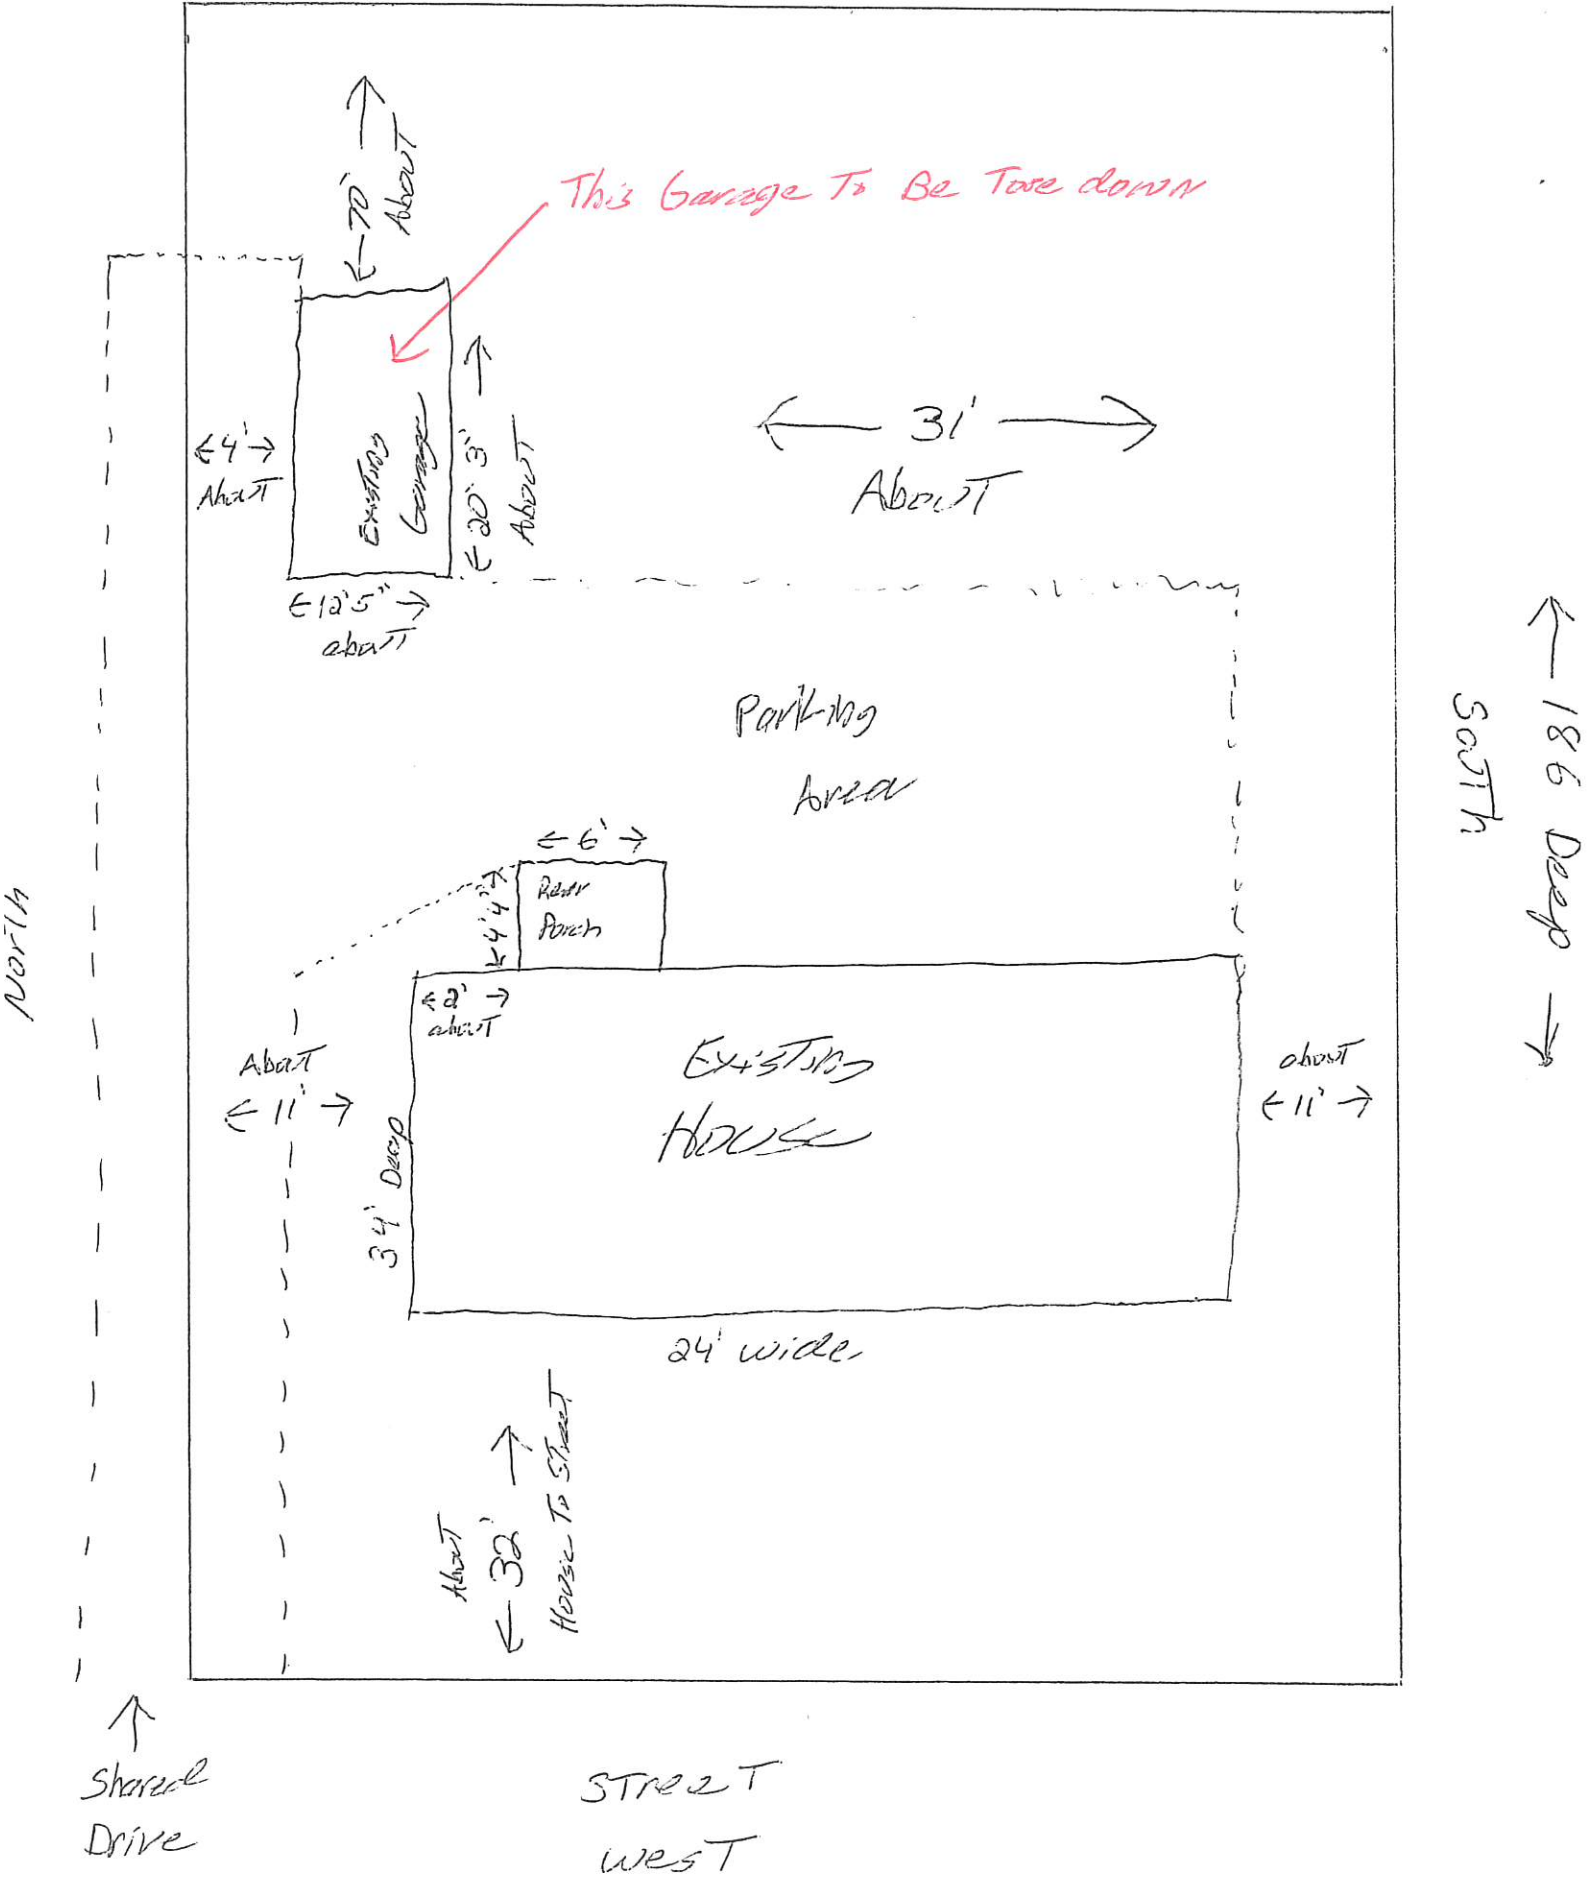 ← 70' →
About
This Garage To Be Tore down
← 4' →
About
Existing
Garage
← 20' 3" →
About
← 31' →
About
← 12'5" →
about
← 186 Deep →
South
Parking
Area
← 6' →
Rear
Porch
← 4'4" →
North
← 2' →
about
About
← 11' →
Existing
House
about
← 11' →
34' Deep
24' wide
About
← 32' →
House To Street
Shared
Drive
Street
West